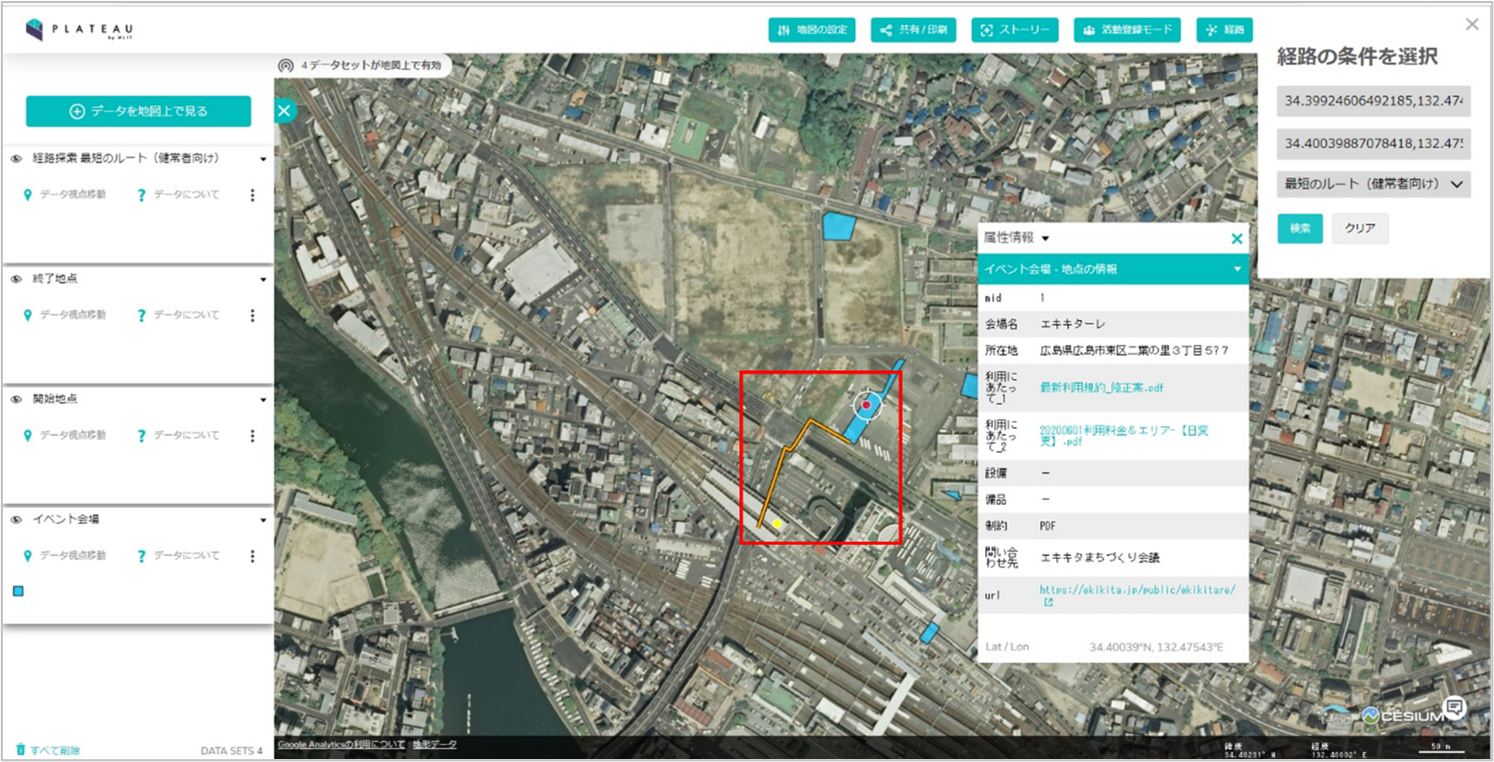 PLATEAU
by MLIT
地図の設定
共有 / 印刷
ストーリー
活動登録モード
経路
4 データセットが地図上で有効
データを地図上で見る
経路探索 最短のルート（健常者向け）
データ視点移動
データについて
終了地点
データ視点移動
データについて
開始地点
データ視点移動
データについて
イベント会場
データ視点移動
データについて
すべて削除
DATA SETS 4
経路の条件を選択
34.39924606492185,132.474
34.40039887078418,132.475
最短のルート（健常者向け）
検索
クリア
属性情報
イベント会場 - 地点の情報
nid 1
会場名 エキキターレ
所在地 広島県広島市東区二葉の里３丁目５?７
利用に
あたっ
て_1
最新利用規約_修正案.pdf
利用に
あたっ
て_2
20200601利用料金＆エリア-【日変
更】.pdf
設備 －
備品 －
制約 PDF
問い合
わせ先
エキキタまちづくり会議
url https://ekikita.jp/public/ekikitare/
Lat / Lon 34.40039°N, 132.47543°E
CESIUM
Google Analyticsの利用について 地形データ
緯度
34.40291° N
経度
132.48002° E
50 m